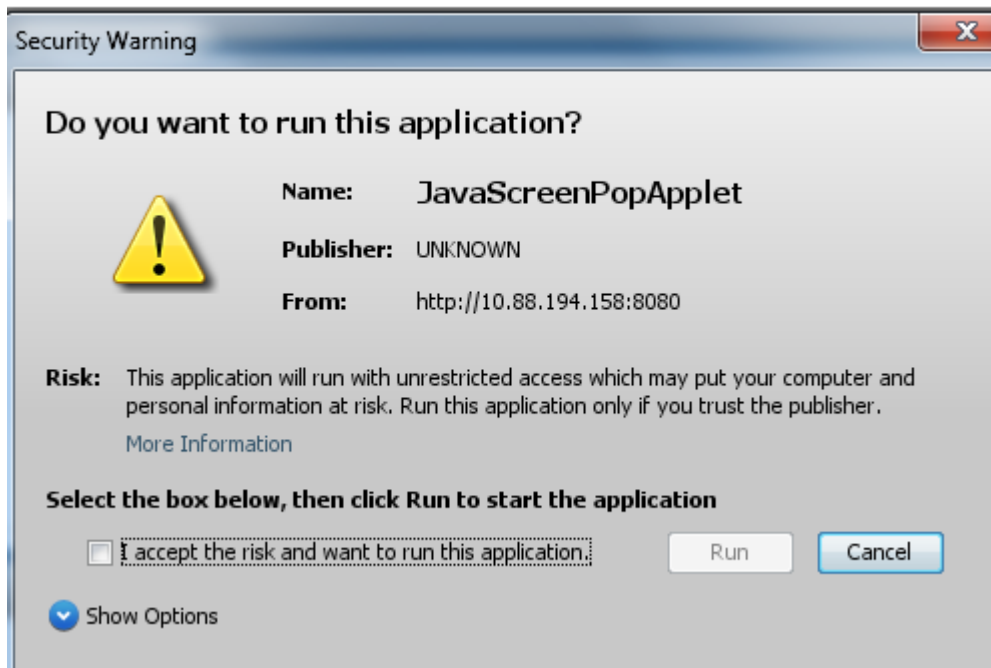 Security Warning
Do you want to run this application?
Name: JavaScreenPopApplet
Publisher: UNKNOWN
From: http://10.88.194.158:8080
Risk: This application will run with unrestricted access which may put your computer and
personal information at risk. Run this application only if you trust the publisher.
More Information
Select the box below, then click Run to start the application
I accept the risk and want to run this application.
Run
Cancel
Show Options